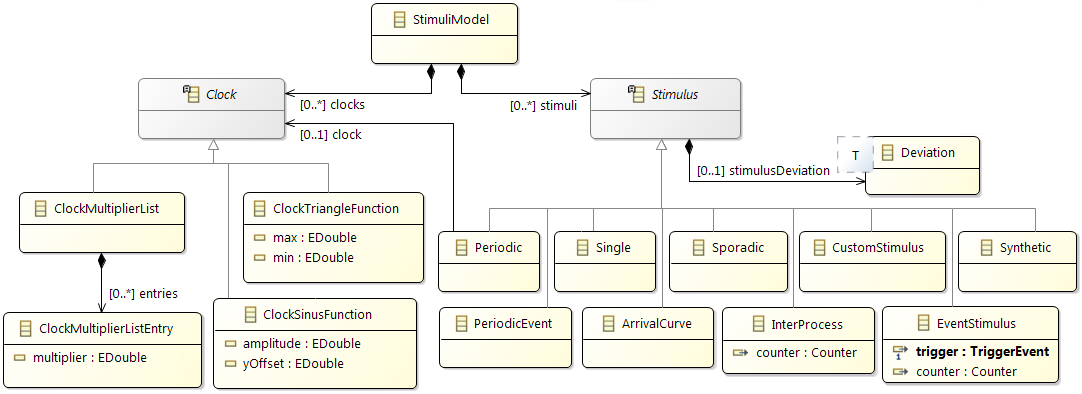 StimuliModel
Clock
Stimulus
[0..*] clocks
[0..*] stimuli
[0..1] clock
T
Deviation
[0..1] stimulusDeviation
ClockMultiplierList
ClockTriangleFunction
max : EDouble
min : EDouble
Periodic
Single
Sporadic
CustomStimulus
Synthetic
[0..*] entries
ClockMultiplierListEntry
multiplier : EDouble
ClockSinusFunction
amplitude : EDouble
yOffset : EDouble
PeriodicEvent
ArrivalCurve
InterProcess
counter : Counter
EventStimulus
1
trigger : TriggerEvent
counter : Counter